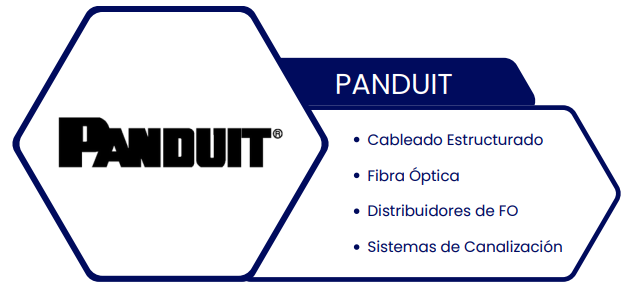 PANDUIT®
PANDUIT
• Cableado Estructurado
• Fibra Óptica
• Distribuidores de FO
• Sistemas de Canalización